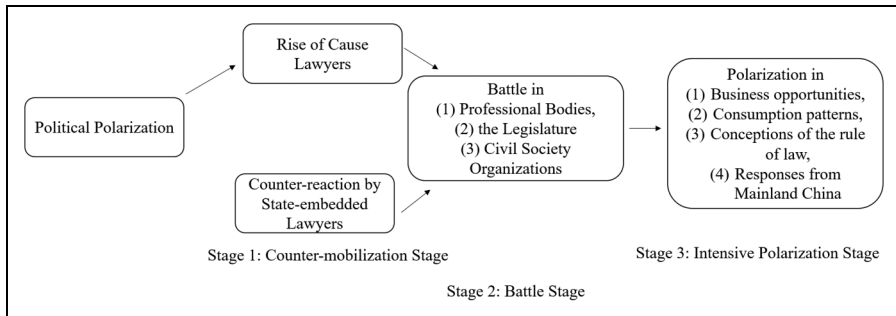 Political Polarization
Rise of Cause
Lawyers
Counter-reaction by
State-embedded
Lawyers
Stage 1: Counter-mobilization Stage
Battle in
(1) Professional Bodies,
(2) the Legislature
(3) Civil Society
Organizations
Stage 2: Battle Stage
Polarization in
(1) Business opportunities,
(2) Consumption patterns,
(3) Conceptions of the rule
of law,
(4) Responses from
Mainland China
Stage 3: Intensive Polarization Stage